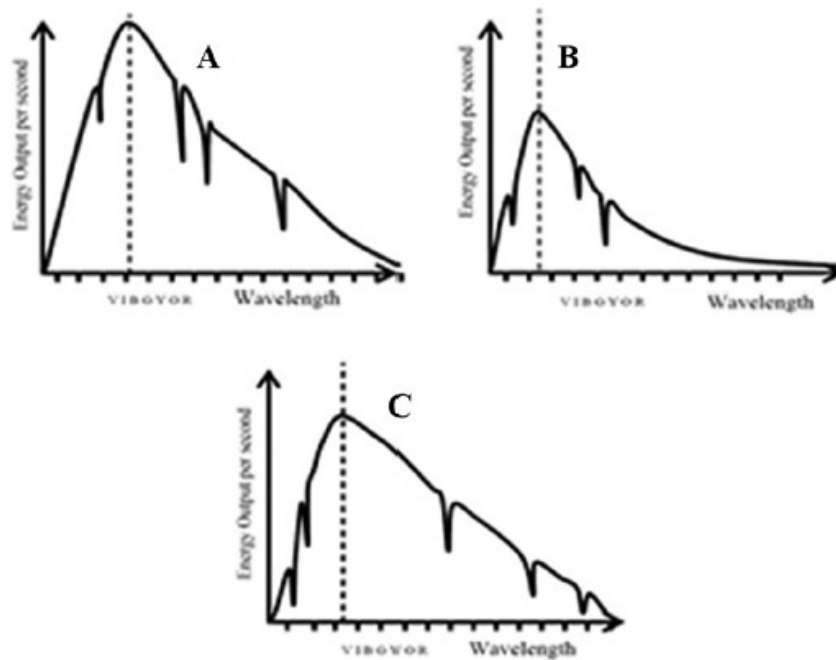 A
Energy Output per second
VIBGYOR Wavelength
B
Energy Output per second
VIBGYOR Wavelength
C
Energy Output per second
VIBGYOR Wavelength